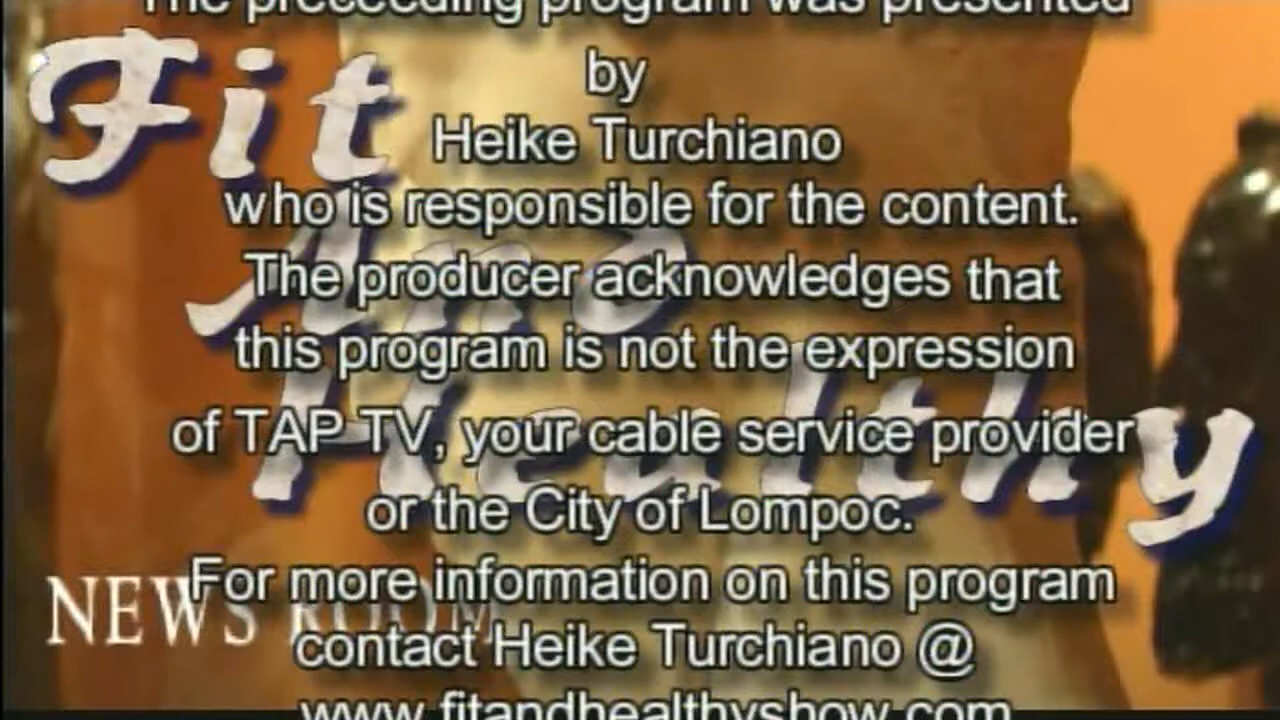 The preceeding program was presented
by
Heike Turchiano
who is responsible for the content.
The producer acknowledges that
this program is not the expression
of TAP TV, your cable service provider
or the City of Lompoc.
For more information on this program
contact Heike Turchiano @
www.fitandhealthyshow.com
Fit
And
Healthy
NEWS ROOM